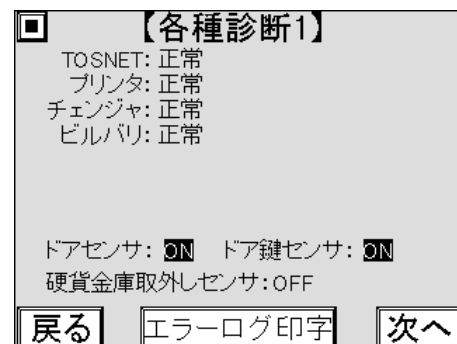 【各種診断1】
TOSNET: 正常
プリンタ: 正常
チェンジャ: 正常
ビルバリ: 正常
ドアセンサ: ON ドア鍵センサ: ON
硬貨金庫取外しセンサ:OFF
戻る エラーログ印字 次へ